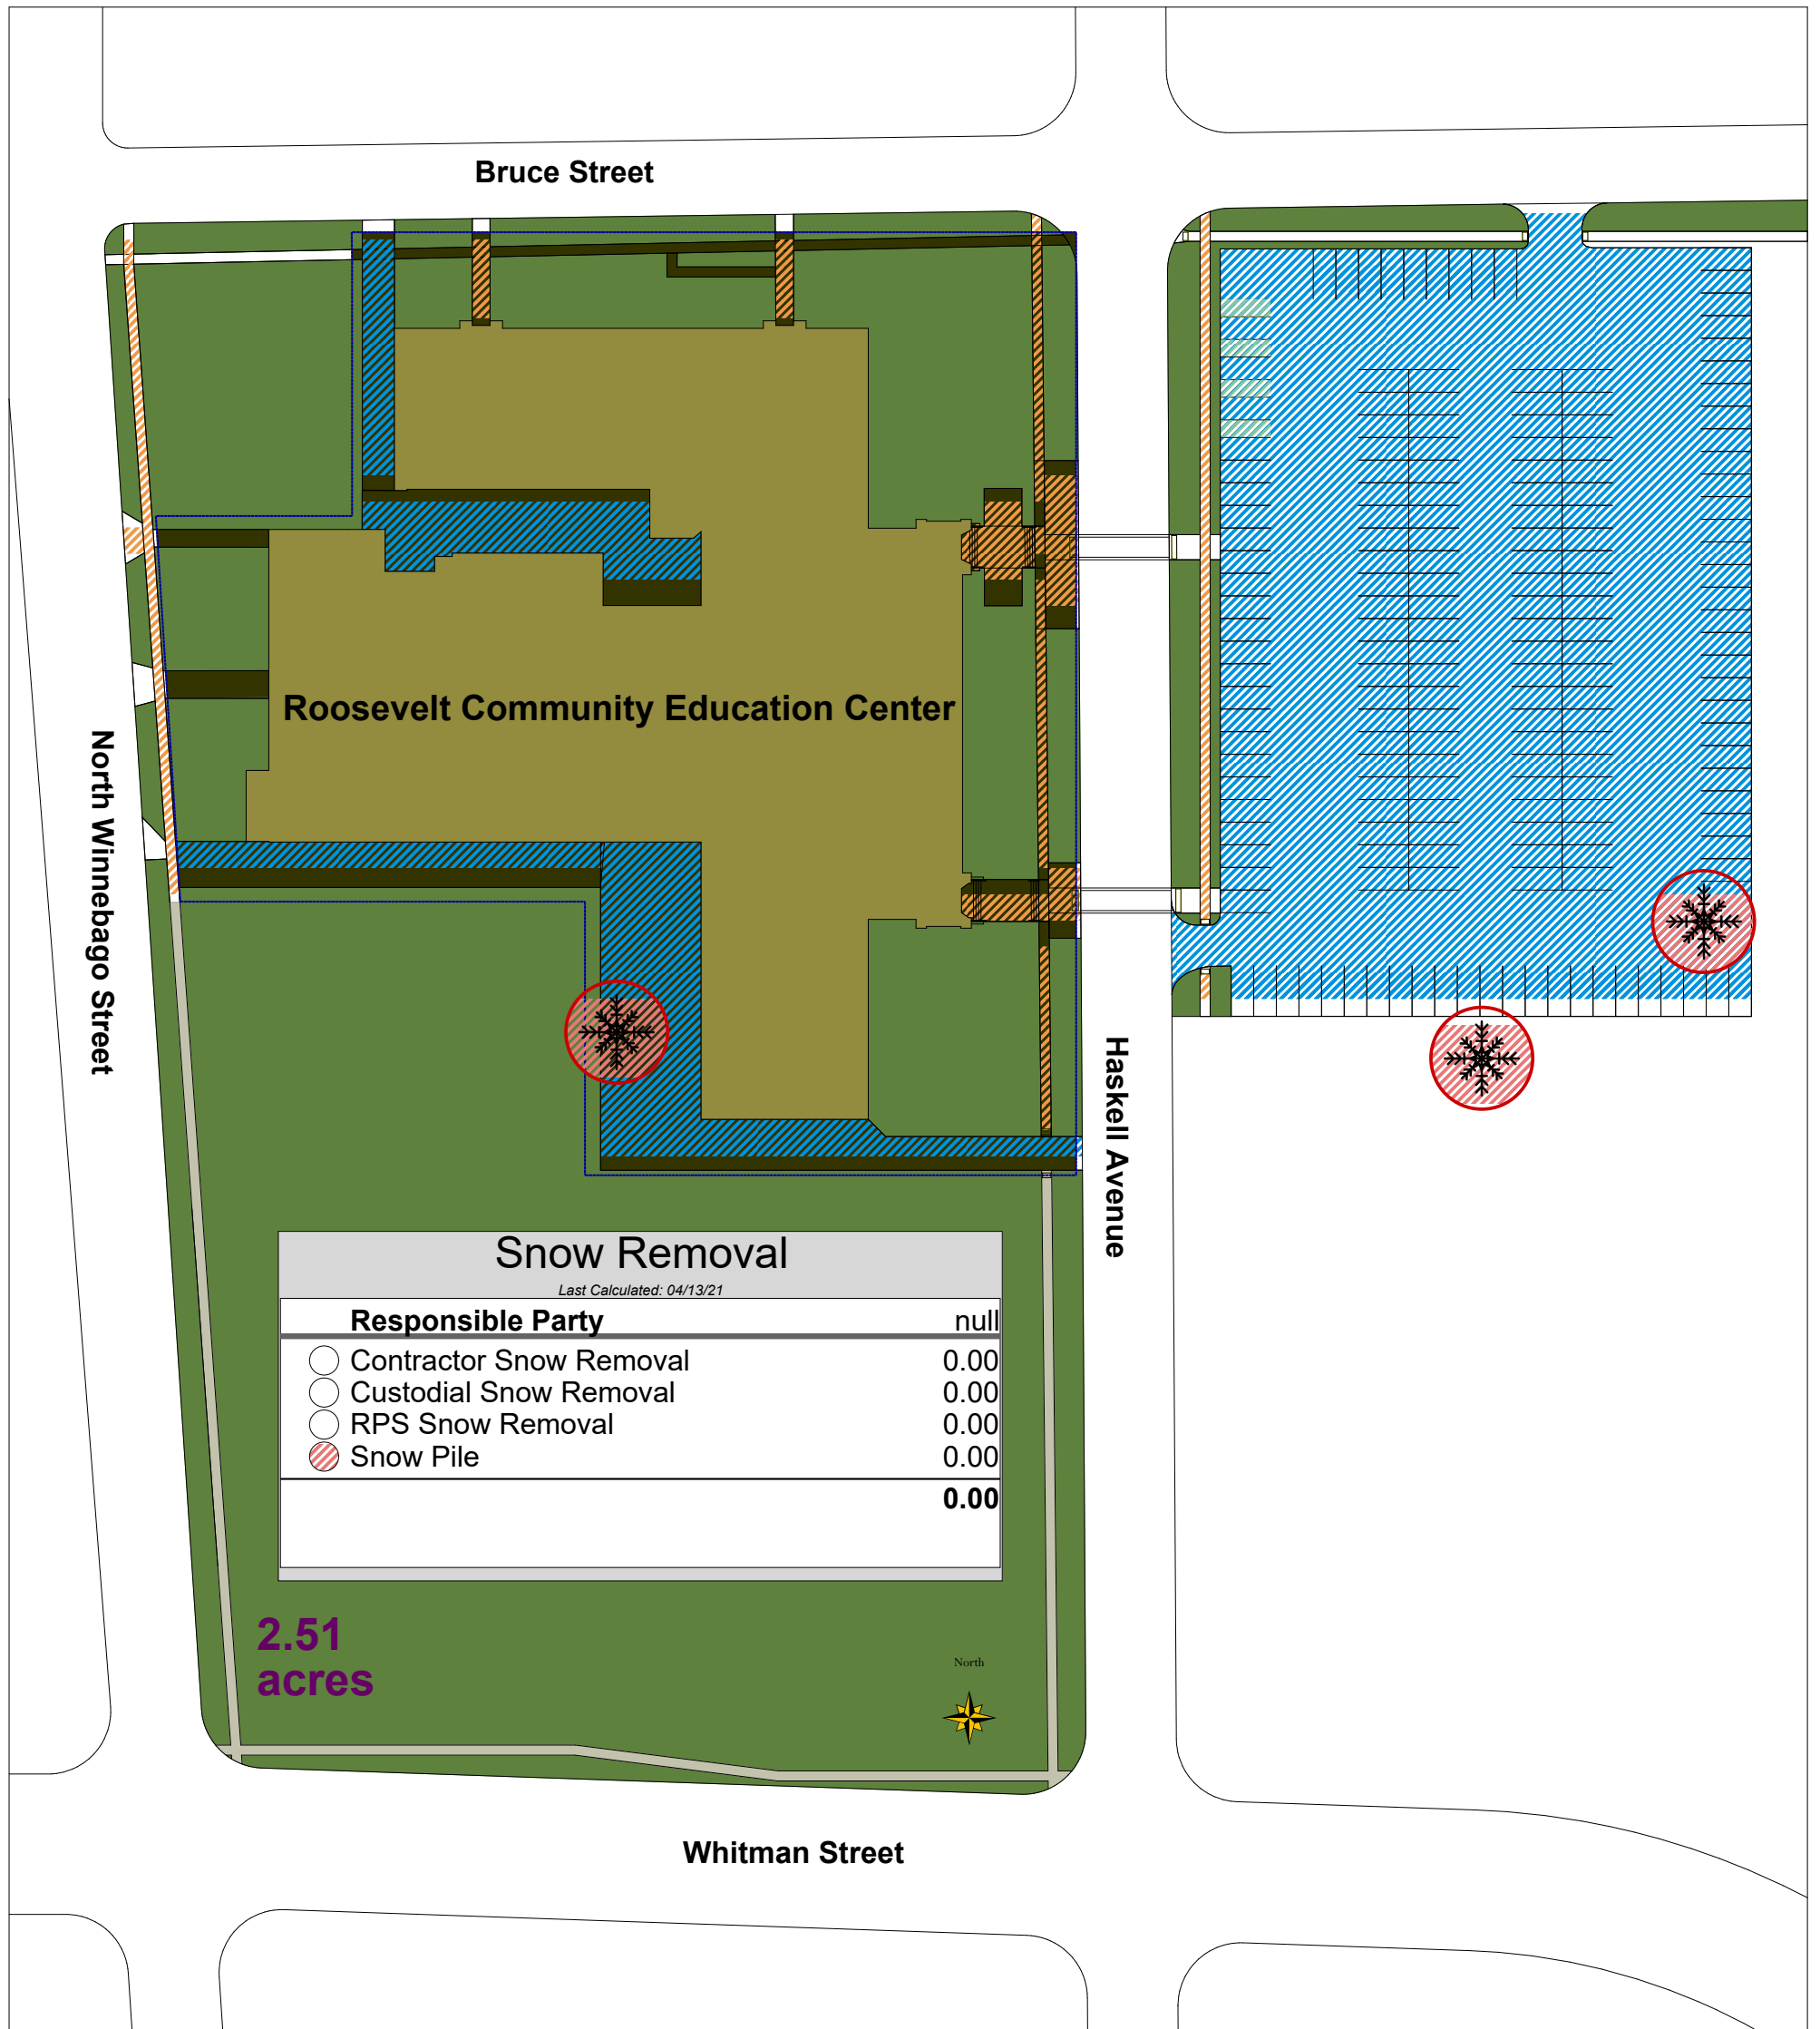 Bruce Street
Roosevelt Community Education Center
North Winnebago Street
Haskell Avenue
Snow Removal
Last Calculated: 04/13/21
Responsible Party null
Contractor Snow Removal 0.00
Custodial Snow Removal 0.00
RPS Snow Removal 0.00
Snow Pile 0.00
0.00
2.51
acres
North
Whitman Street